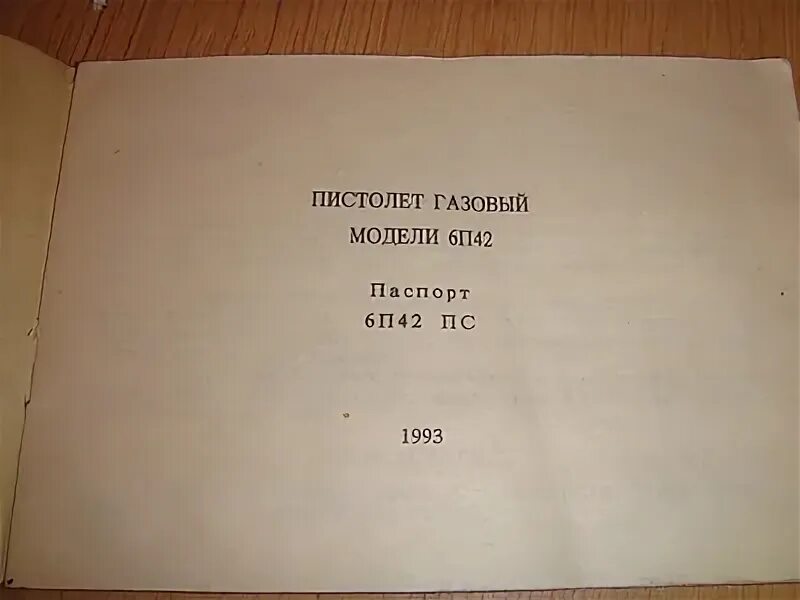 ПИСТОЛЕТ ГАЗОВЫЙ
МОДЕЛИ 6П42
Паспорт
6П42 ПС
1993